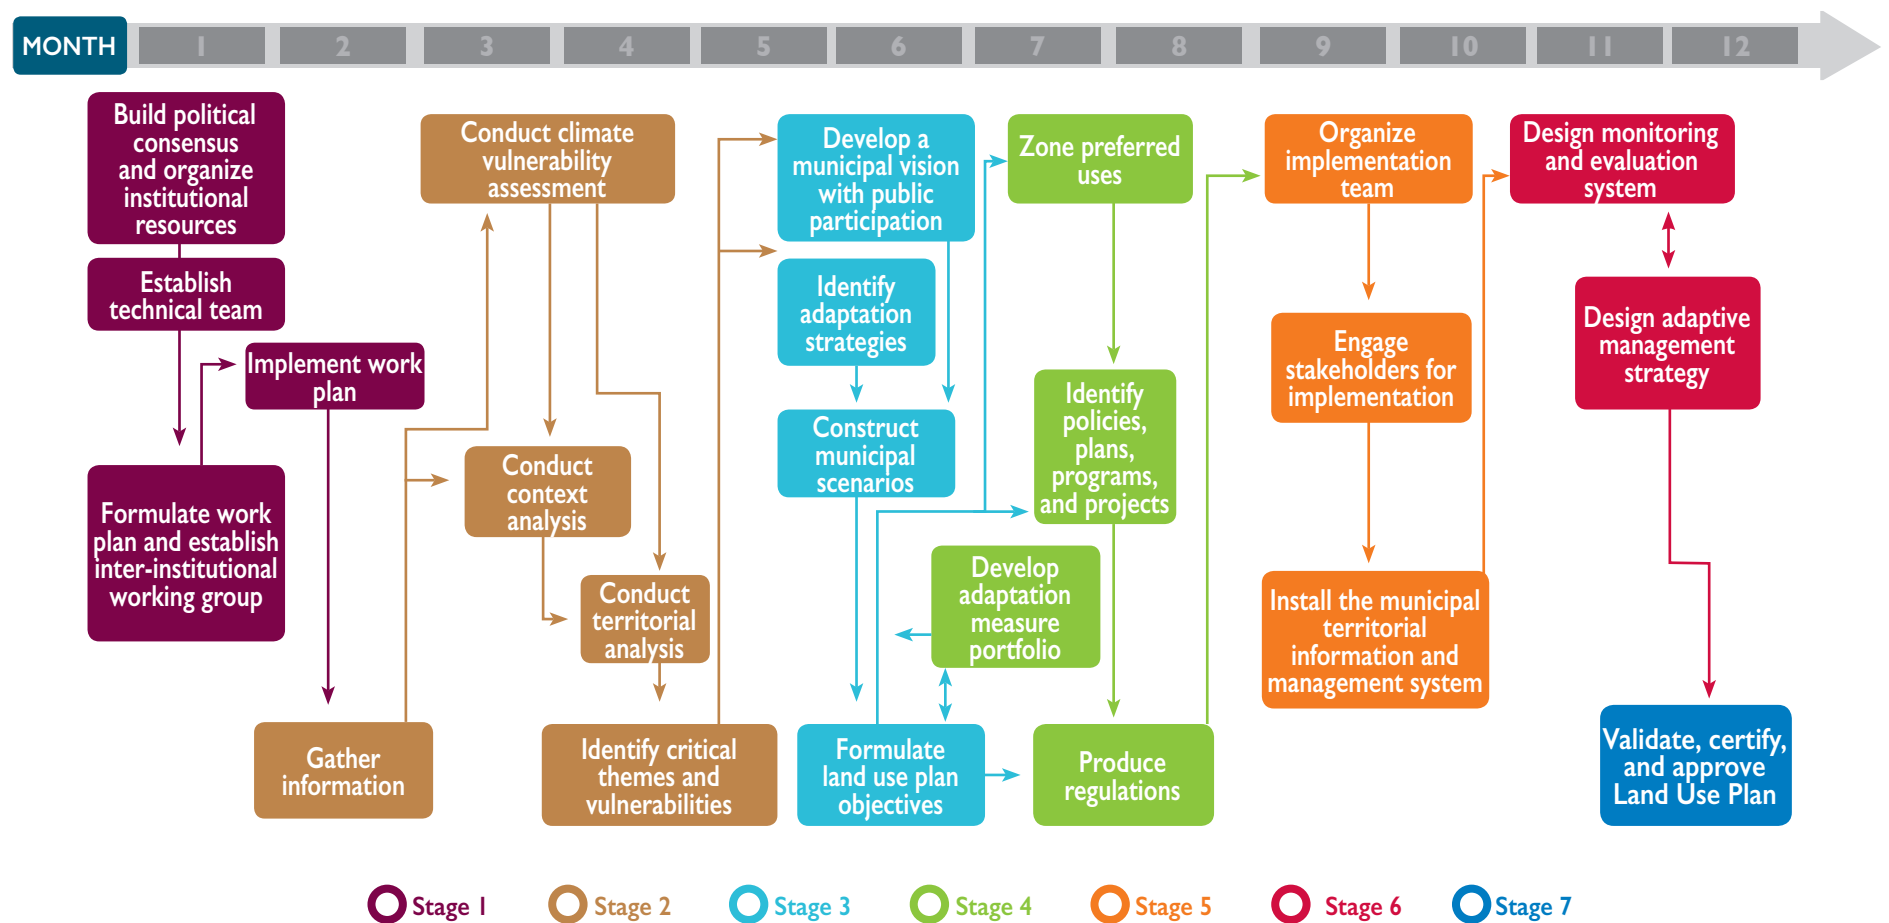 MONTH
1
2
3
4
5
6
7
8
9
10
11
12
Build political
consensus
and organize
institutional
resources
Establish
technical team
Implement work
plan
Formulate work
plan and establish
inter-institutional
working group
Gather
information
Conduct climate
vulnerability
assessment
Conduct
context
analysis
Conduct
territorial
analysis
Identify critical
themes and
vulnerabilities
Develop a
municipal vision
with public
participation
Identify
adaptation
strategies
Construct
municipal
scenarios
Formulate
land use plan
objectives
Zone preferred
uses
Identify
policies,
plans,
programs,
and projects
Develop
adaptation
measure
portfolio
Produce
regulations
Organize
implementation
team
Engage
stakeholders for
implementation
Install the municipal
territorial
information and
management system
Design monitoring
and evaluation
system
Design adaptive
management
strategy
Validate, certify,
and approve
Land Use Plan
Stage 1
Stage 2
Stage 3
Stage 4
Stage 5
Stage 6
Stage 7